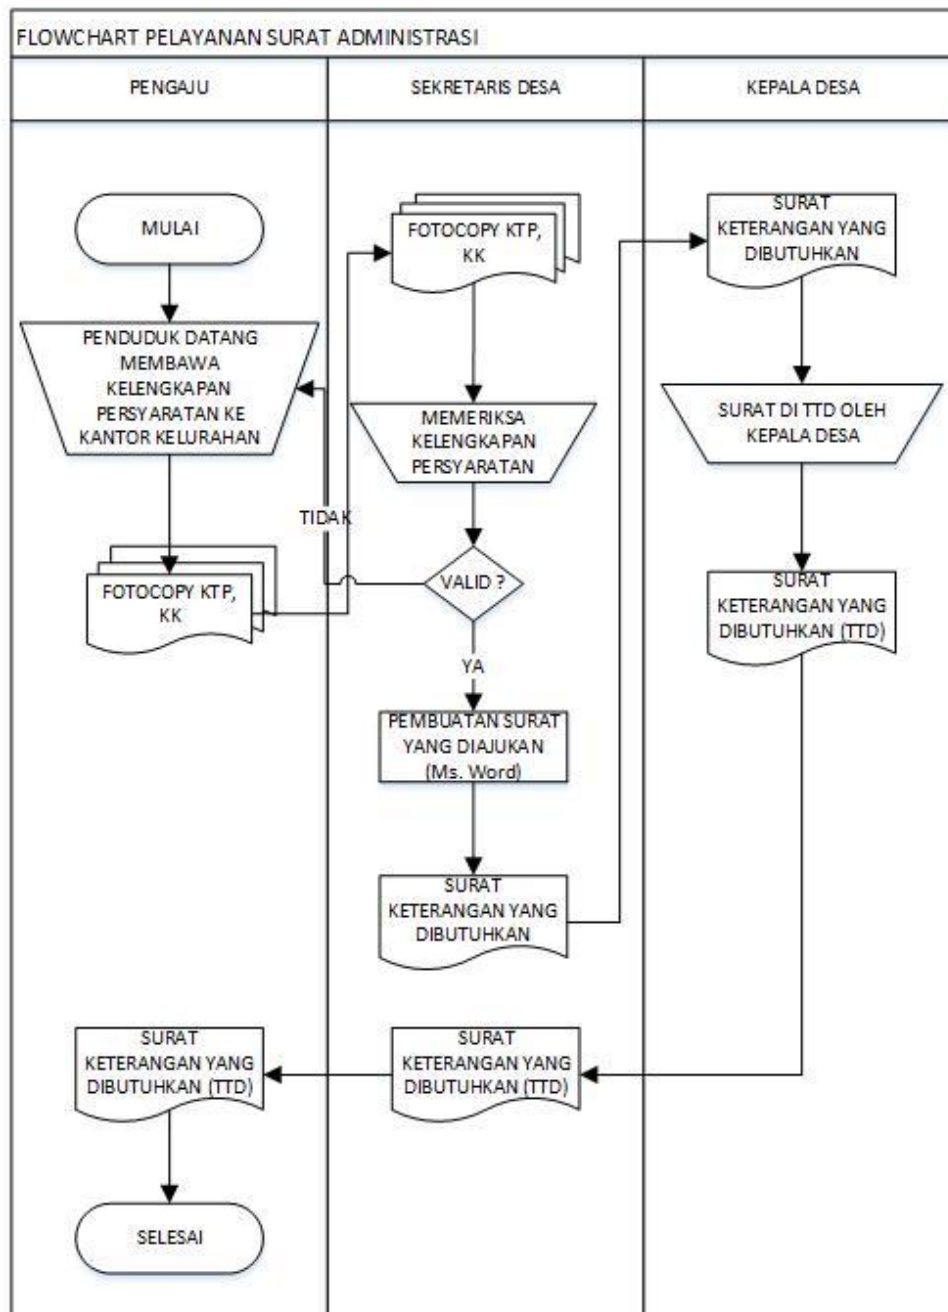 FLOWCHART PELAYANAN SURAT ADMINISTRASI
PENGAJU
SEKRETARIS DESA
KEPALA DESA
MULAI
PENDUDUK DATANG
MEMBAWA
KELENGKAPAN
PERSYARATAN KE
KANTOR KELURAHAN
FOTOCOPY KTP,
KK
FOTOCOPY KTP,
KK
MEMERIKSA
KELENGKAPAN
PERSYARATAN
VALID ?
TIDAK
YA
PEMBUATAN SURAT
YANG DIAJUKAN
(Ms. Word)
SURAT
KETERANGAN YANG
DIBUTUHKAN
SURAT
KETERANGAN YANG
DIBUTUHKAN
SURAT DI TTD OLEH
KEPALA DESA
SURAT
KETERANGAN YANG
DIBUTUHKAN (TTD)
SURAT
KETERANGAN YANG
DIBUTUHKAN (TTD)
SURAT
KETERANGAN YANG
DIBUTUHKAN (TTD)
SELESAI